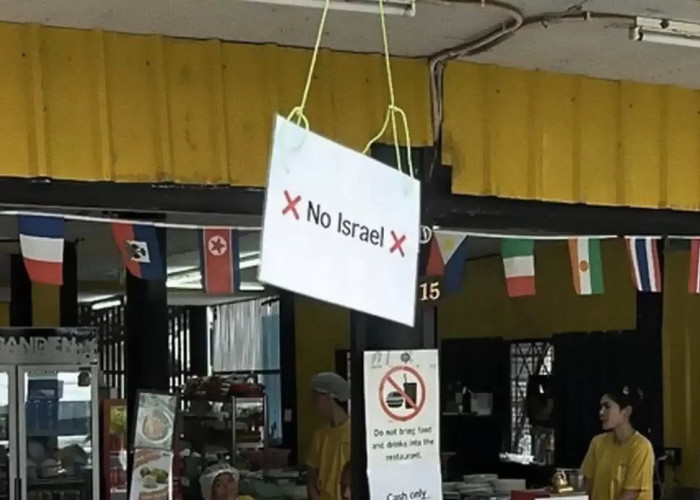 No Israel
15
Do not bring food
and drinks into the
restaurant.
Cash only